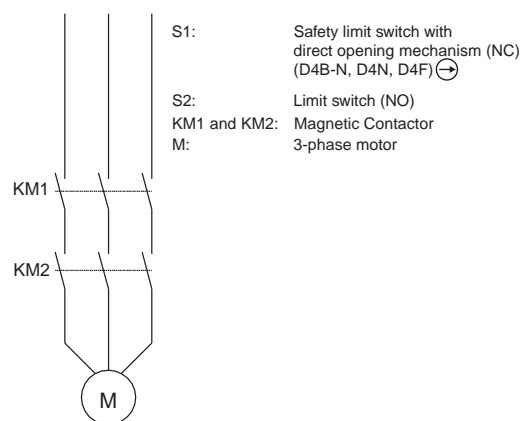 S1: Safety limit switch with
direct opening mechanism (NC)
(D4B-N, D4N, D4F)
S2: Limit switch (NO)
KM1 and KM2: Magnetic Contactor
M: 3-phase motor
KM1
KM2
M